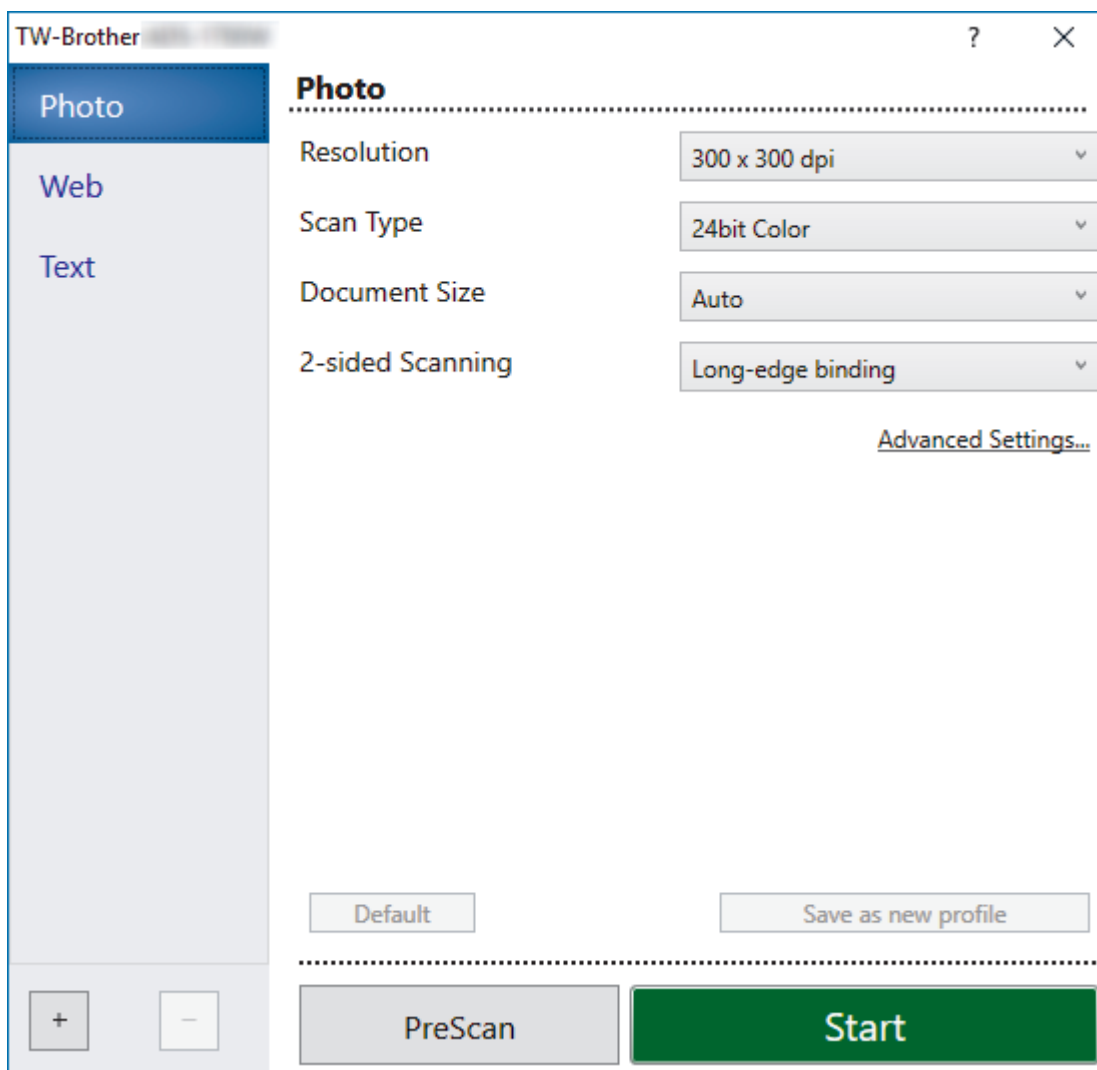 TW-Brother
? ×
Photo
Web
Text
+ −
Photo
Resolution 300 x 300 dpi
Scan Type 24bit Color
Document Size Auto
2-sided Scanning Long-edge binding
Advanced Settings...
Default Save as new profile
PreScan Start